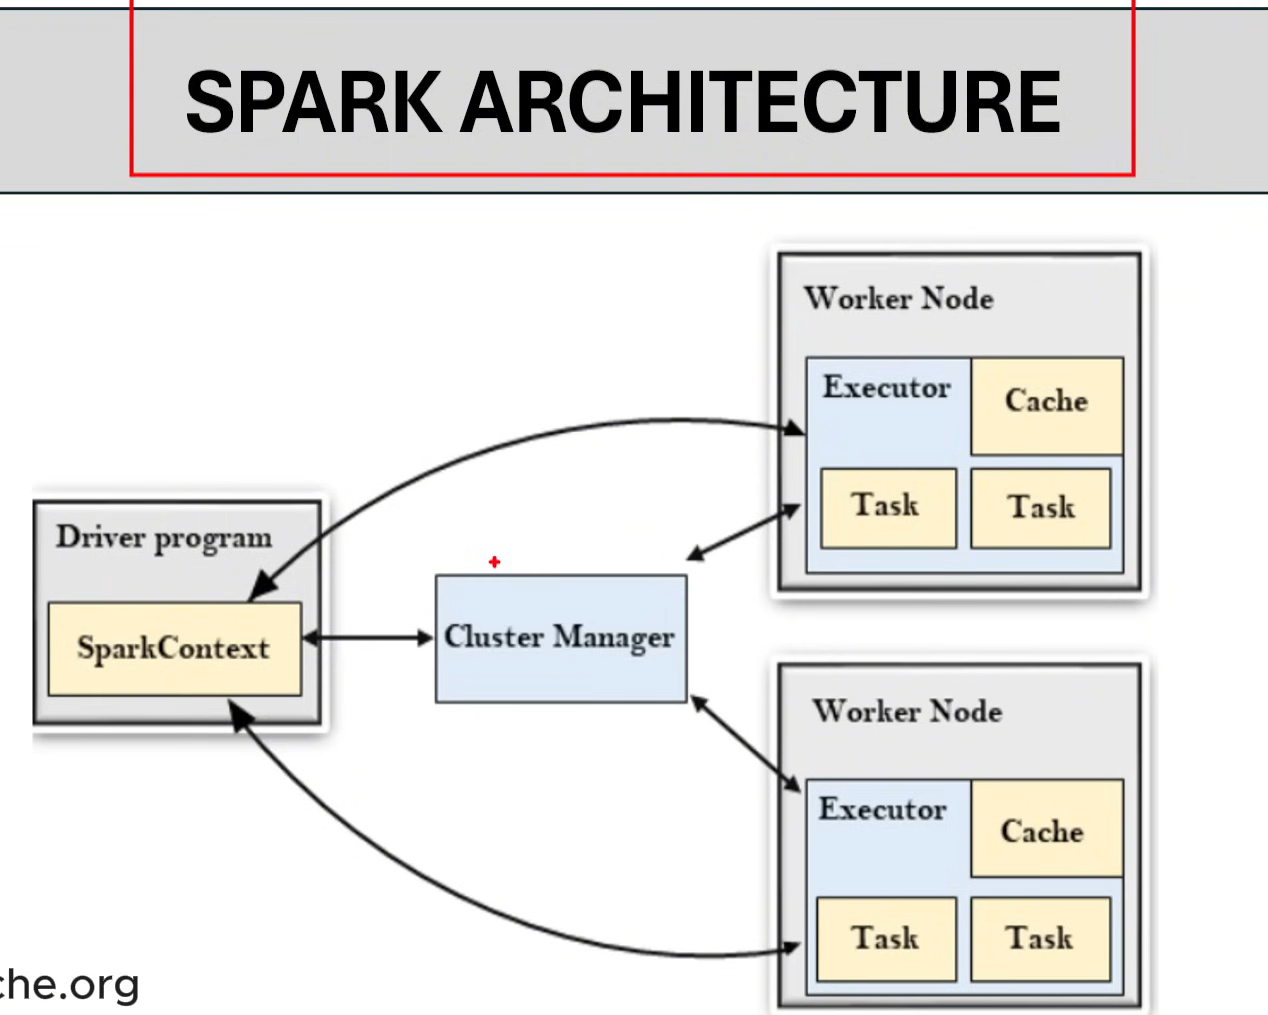 SPARK ARCHITECTURE
Worker Node
Executor
Cache
Task
Task
Driver program
SparkContext
Cluster Manager
Worker Node
Executor
Cache
Task
Task
che.org